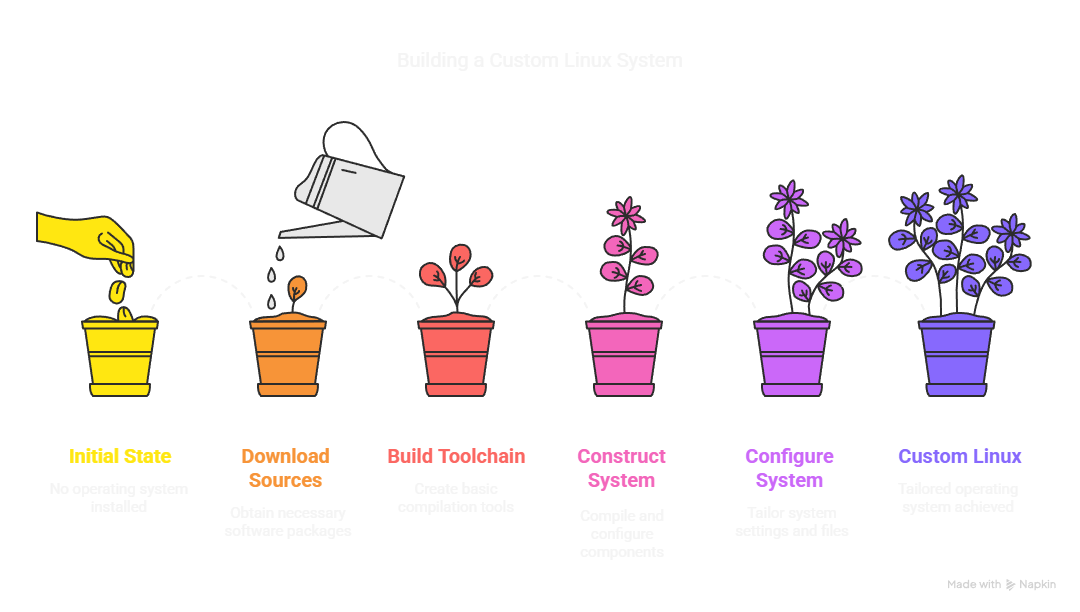 Building a Custom Linux System
Initial State
No operating system
installed
Download
Sources
Obtain necessary
software packages
Build Toolchain
Create basic
compilation tools
Construct
System
Compile and
configure
components
Configure
System
Tailor system
settings and files
Custom Linux
Tailored operating
system achieved
Made with Napkin